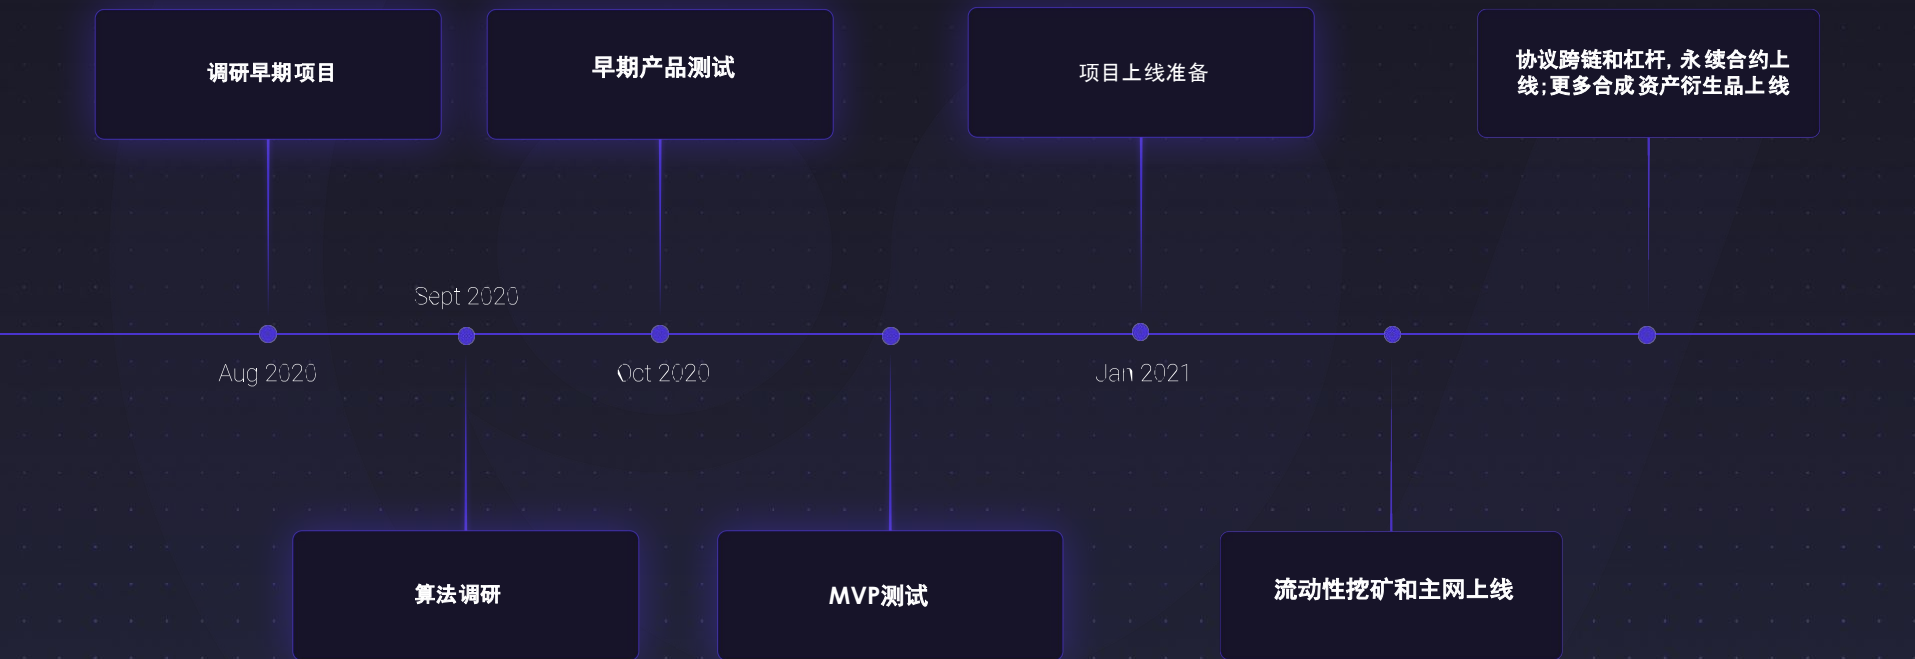 调研早期项目
早期产品测试
项目上线准备
协议跨链和杠杆, 永续合约上
线;更多合成资产衍生品上线
Sept 2020
Aug 2020
Oct 2020
Jan 2021
算法调研
MVP测试
流动性挖矿和主网上线